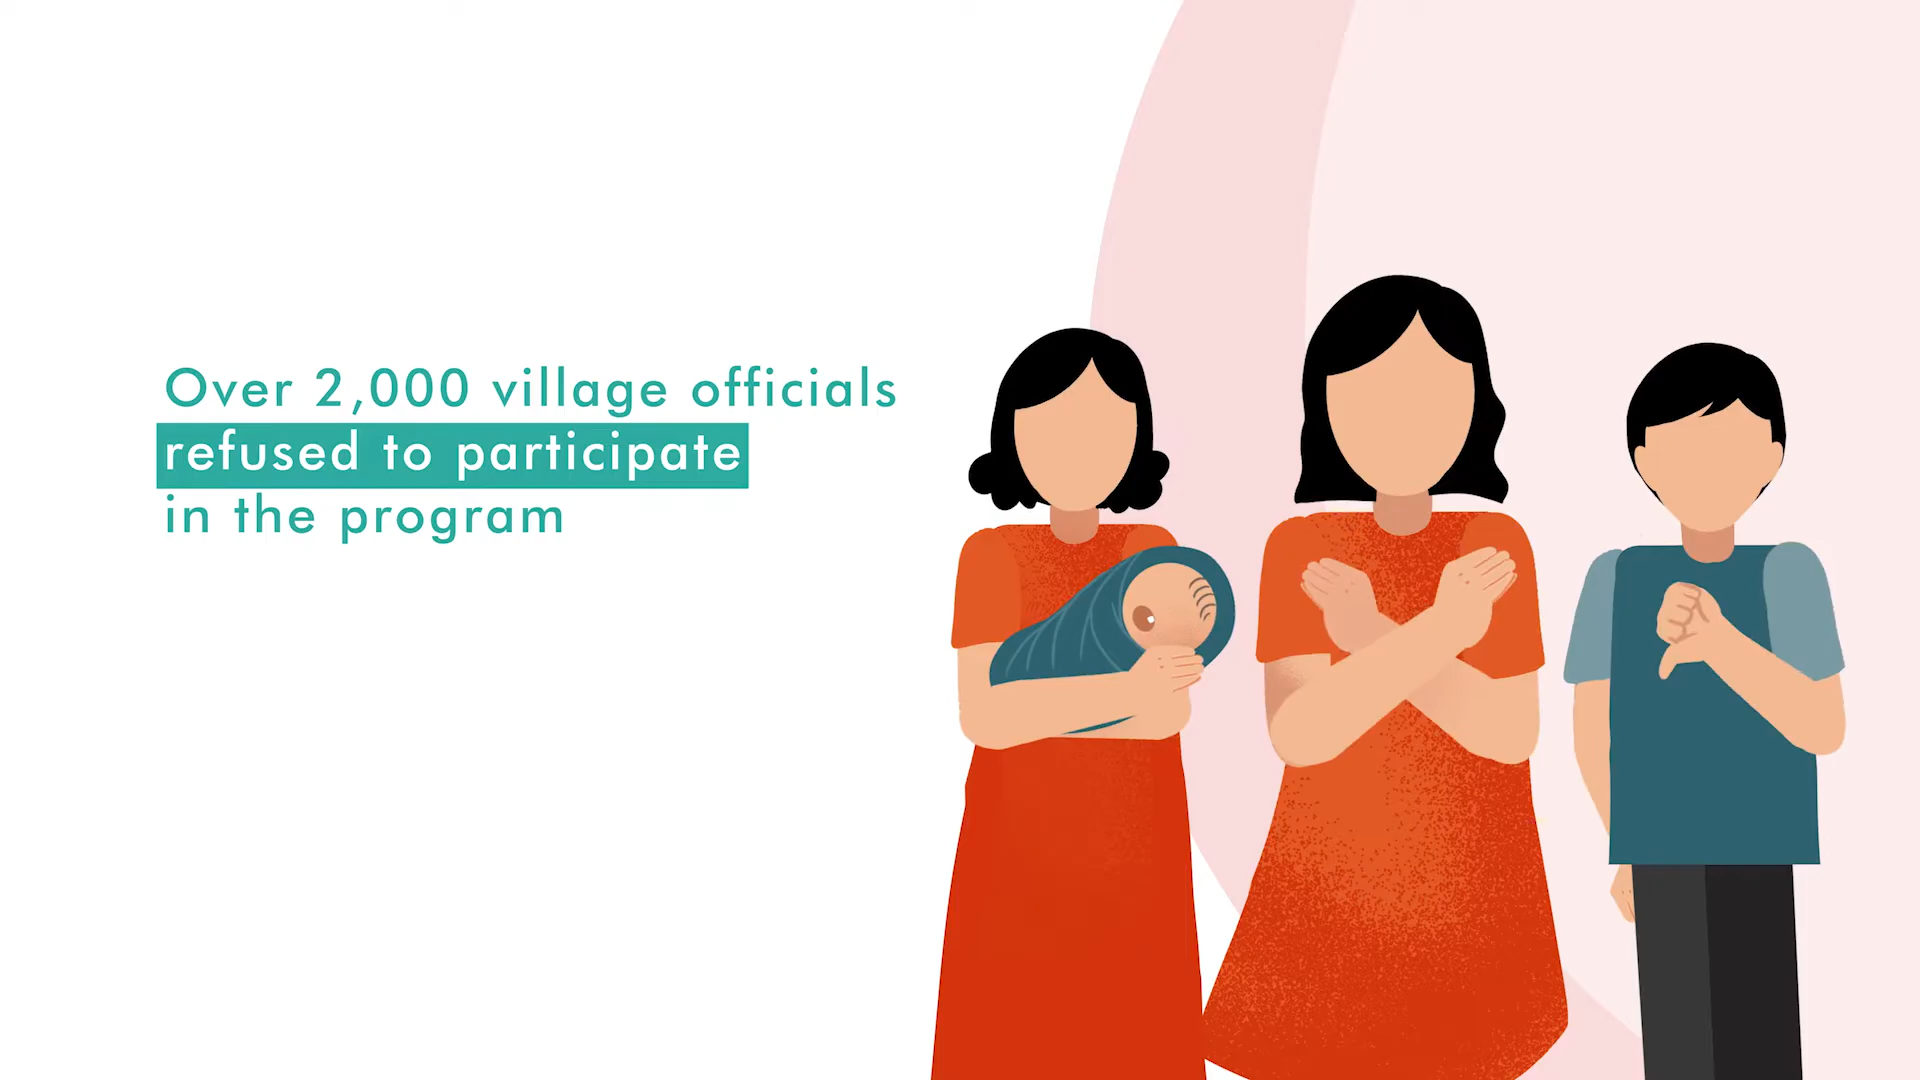 Over 2,000 village officials
refused to participate
in the program